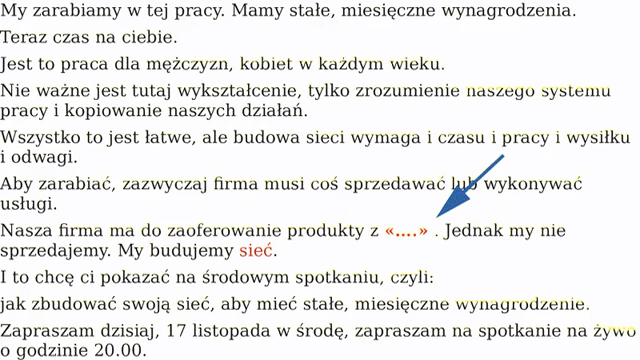 My zarabiamy w tej pracy. Mamy stałe, miesięczne wynagrodzenia.
Teraz czas na ciebie.
Jest to praca dla mężczyzn, kobiet w każdym wieku.
Nie ważne jest tutaj wykształcenie, tylko zrozumienie naszego systemu
pracy i kopiowanie naszych działań.
Wszystko to jest łatwe, ale budowa sieci wymaga i czasu i pracy i wysiłku
i odwagi.
Aby zarabiać, zazwyczaj firma musi coś sprzedawać lub wykonywać
usługi.
Nasza firma ma do zaoferowanie produkty z «....» . Jednak my nie
sprzedajemy. My budujemy sieć.
I to chcę ci pokazać na środowym spotkaniu, czyli:
jak zbudować swoją sieć, aby mieć stałe, miesięczne wynagrodzenie.
Zapraszam dzisiaj, 17 listopada w środę, zapraszam na spotkanie na żywo
o godzinie 20.00.